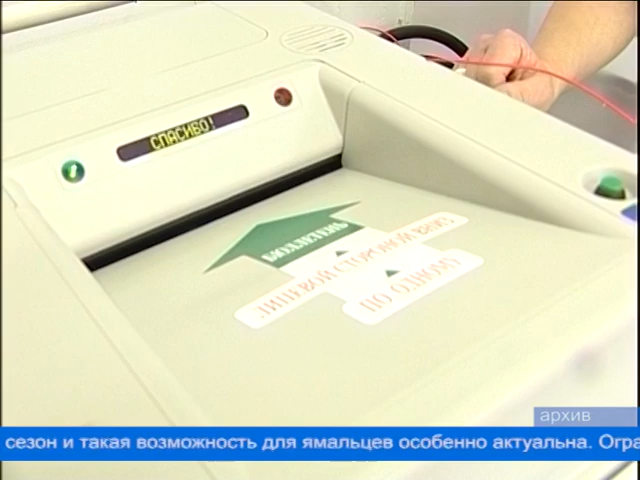 СПАСИБО!
БЮЛЛЕТЕНЬ
ЛИЦЕВОЙ СТОРОНОЙ ВНИЗ
ПО ОДНОМУ
архив
сезон и такая возможность для ямальцев особенно актуальна. Огра